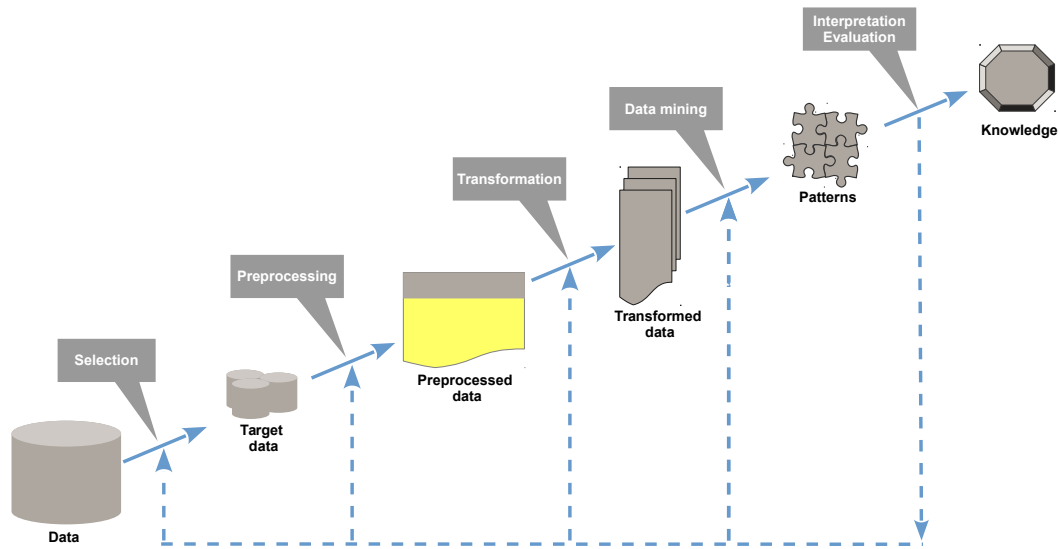 Interpretation
Evaluation
Knowledge
Data mining
Patterns
Transformation
Transformed
data
Preprocessing
Preprocessed
data
Selection
Target
data
Data